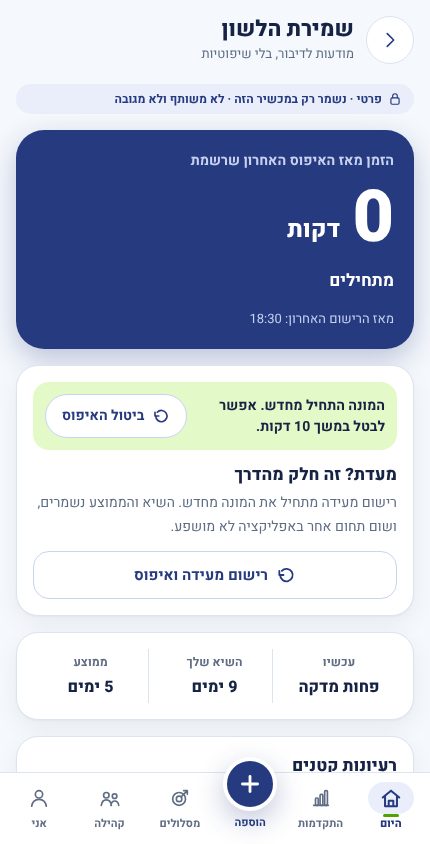 שמירת הלשון
מודעות לדיבור, בלי שיפוטיות
פרטי · נשמר רק במכשיר הזה · לא משותף ולא מגובה
הזמן מאז האיפוס האחרון שרשמת
0 דקות
מתחילים
מאז הרישום האחרון: 18:30
המונה התחיל מחדש. אפשר
לבטל במשך 10 דקות.
ביטול האיפוס
מעדת? זה חלק מהדרך
רישום מעידה מתחיל את המונה מחדש. השיא והממוצע נשמרים,
ושום תחום אחר באפליקציה לא מושפע.
רישום מעידה ואיפוס
עכשיו
פחות מדקה
השיא שלך
9 ימים
ממוצע
5 ימים
רעיונות קטנים
היום
התקדמות
הוספה
מסלולים
קהילה
אני